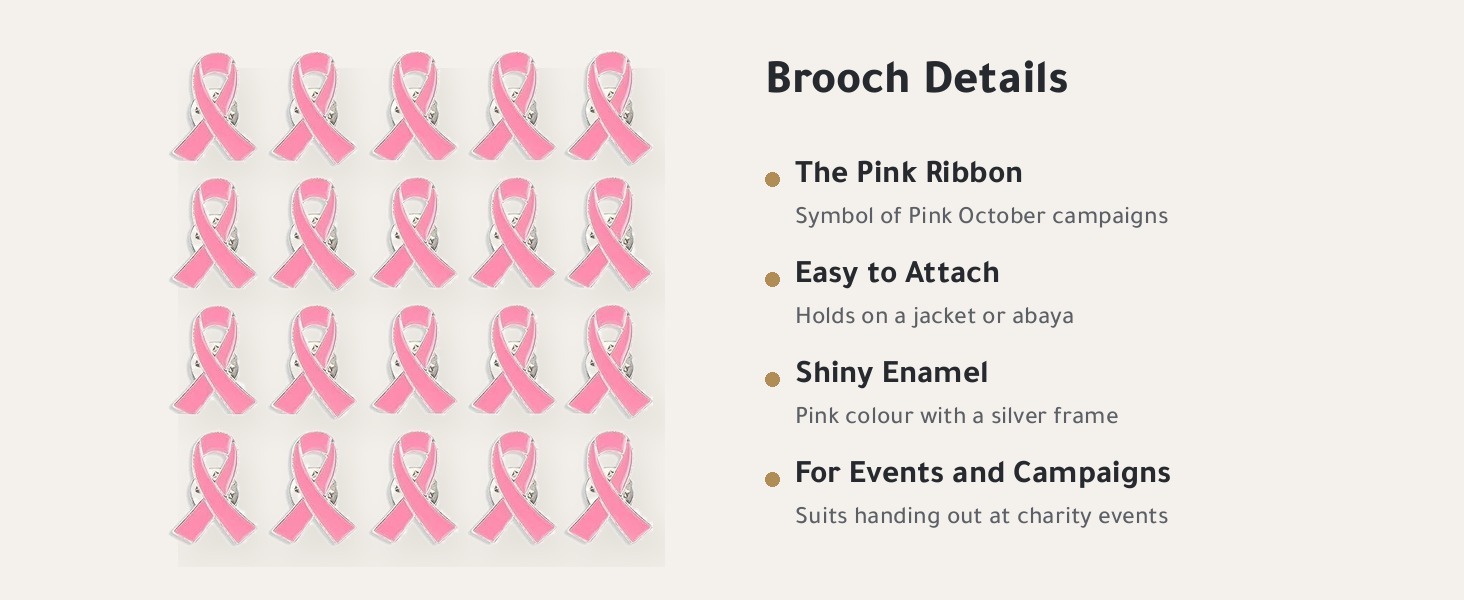 Brooch Details
The Pink Ribbon
Symbol of Pink October campaigns
Easy to Attach
Holds on a jacket or abaya
Shiny Enamel
Pink colour with a silver frame
For Events and Campaigns
Suits handing out at charity events